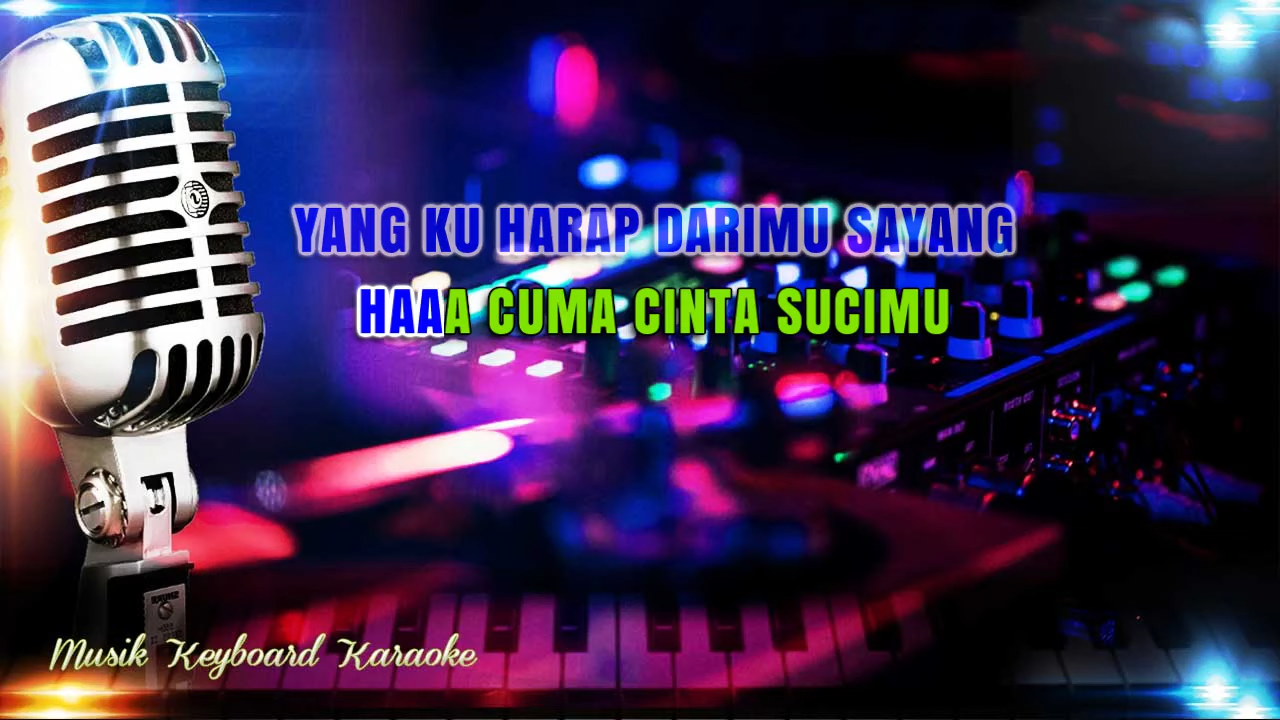 YANG KU HARAP DARIMU SAYANG
HAAA CUMA CINTA SUCIMU
Musik Keyboard Karaoke